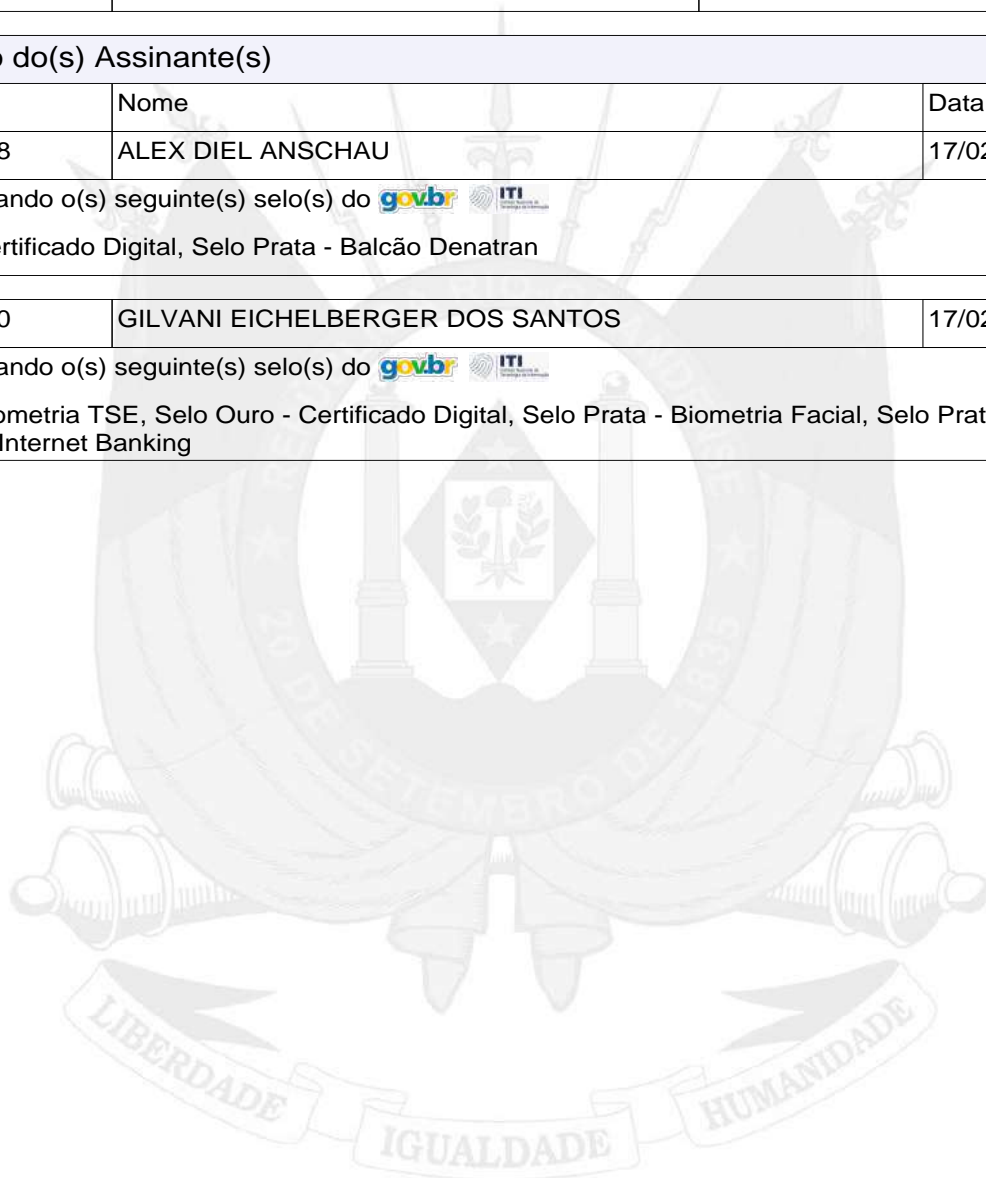 o do(s) Assinante(s)
Nome Data
8 ALEX DIEL ANSCHAU 17/02
ando o(s) seguinte(s) selo(s) do gov.br ITI
ertificado Digital, Selo Prata - Balcão Denatran
0 GILVANI EICHELBERGER DOS SANTOS 17/02
ando o(s) seguinte(s) selo(s) do gov.br ITI
ometria TSE, Selo Ouro - Certificado Digital, Selo Prata - Biometria Facial, Selo Prat
Internet Banking
20 DE SETEMBRO DE 1835
LIBERDADE
IGUALDADE
HUMANIDADE